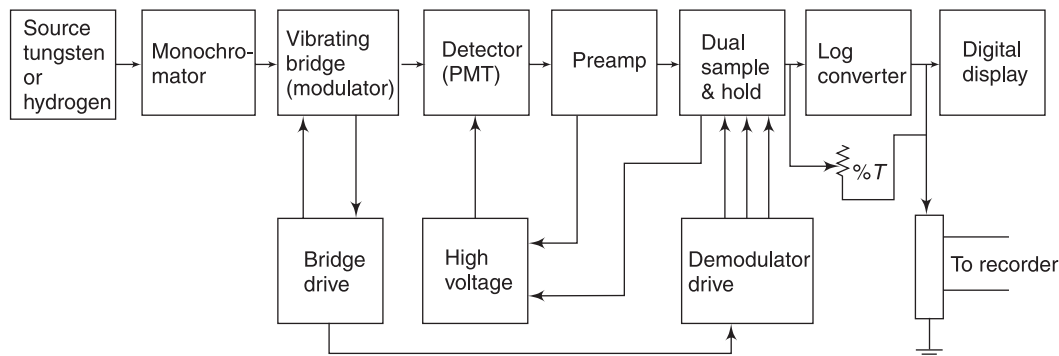 Source
tungsten
or
hydrogen
Monochro-
mator
Vibrating
bridge
(modulator)
Detector
(PMT)
Preamp
Dual
sample
& hold
Log
converter
Digital
display
%T
Bridge
drive
High
voltage
Demodulator
drive
To recorder